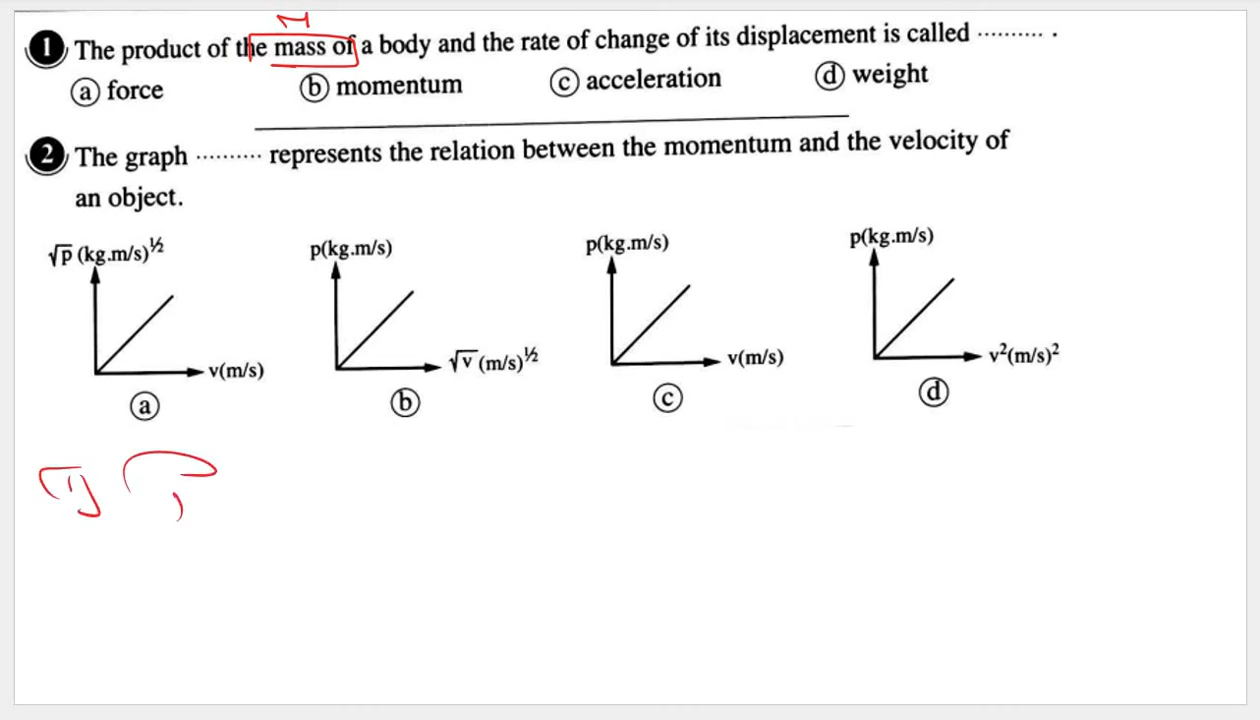 1 The product of the mass of a body and the rate of change of its displacement is called .......... .
a force b momentum c acceleration d weight
2 The graph .......... represents the relation between the momentum and the velocity of
an object.
√p (kg.m/s)½ p(kg.m/s) p(kg.m/s) p(kg.m/s)
v(m/s) √v (m/s)½ v(m/s) v²(m/s)²
a b c d